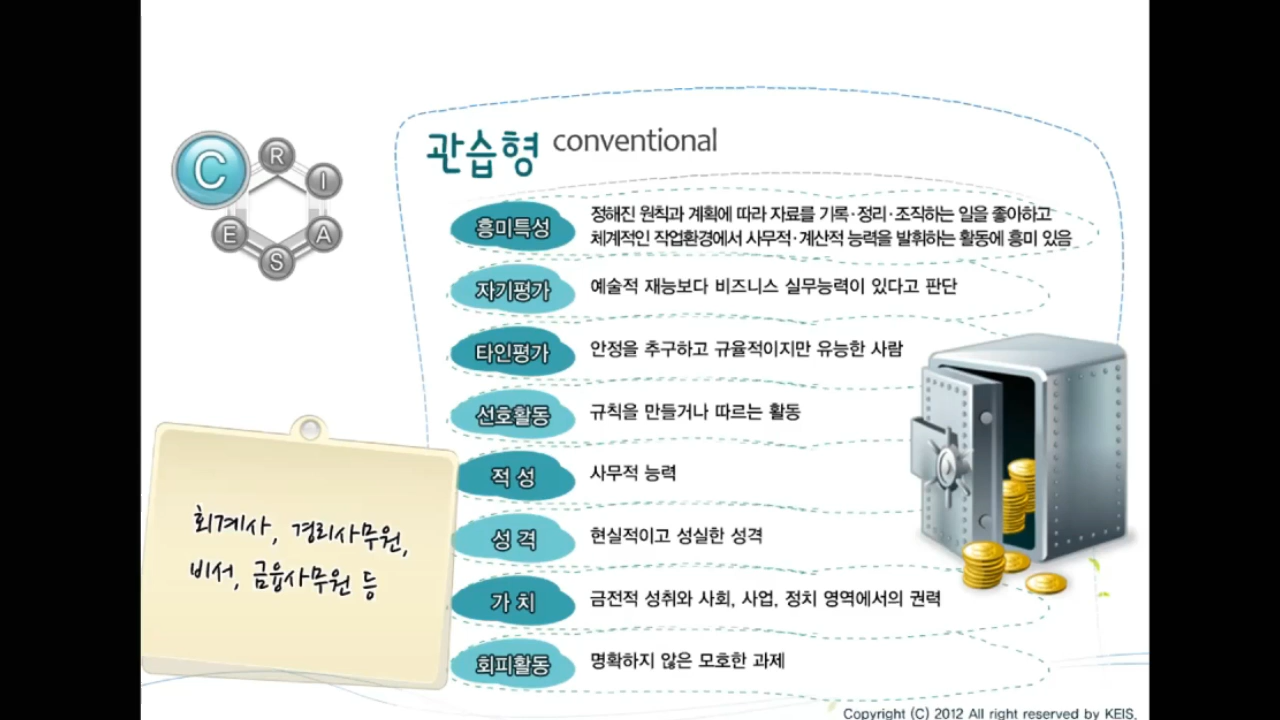 C
R
I
E
A
S
관습형 conventional
흥미특성
정해진 원칙과 계획에 따라 자료를 기록·정리·조직하는 일을 좋아하고
체계적인 작업환경에서 사무적·계산적 능력을 발휘하는 활동에 흥미 있음
자기평가 예술적 재능보다 비즈니스 실무능력이 있다고 판단
타인평가 안정을 추구하고 규율적이지만 유능한 사람
선호활동 규칙을 만들거나 따르는 활동
적 성 사무적 능력
성 격 현실적이고 성실한 성격
가 치 금전적 성취와 사회, 사업, 정치 영역에서의 권력
회피활동 명확하지 않은 모호한 과제
회계사, 경리사무원,
비서, 금융사무원 등
Copyright (C) 2012 All right reserved by KEIS.